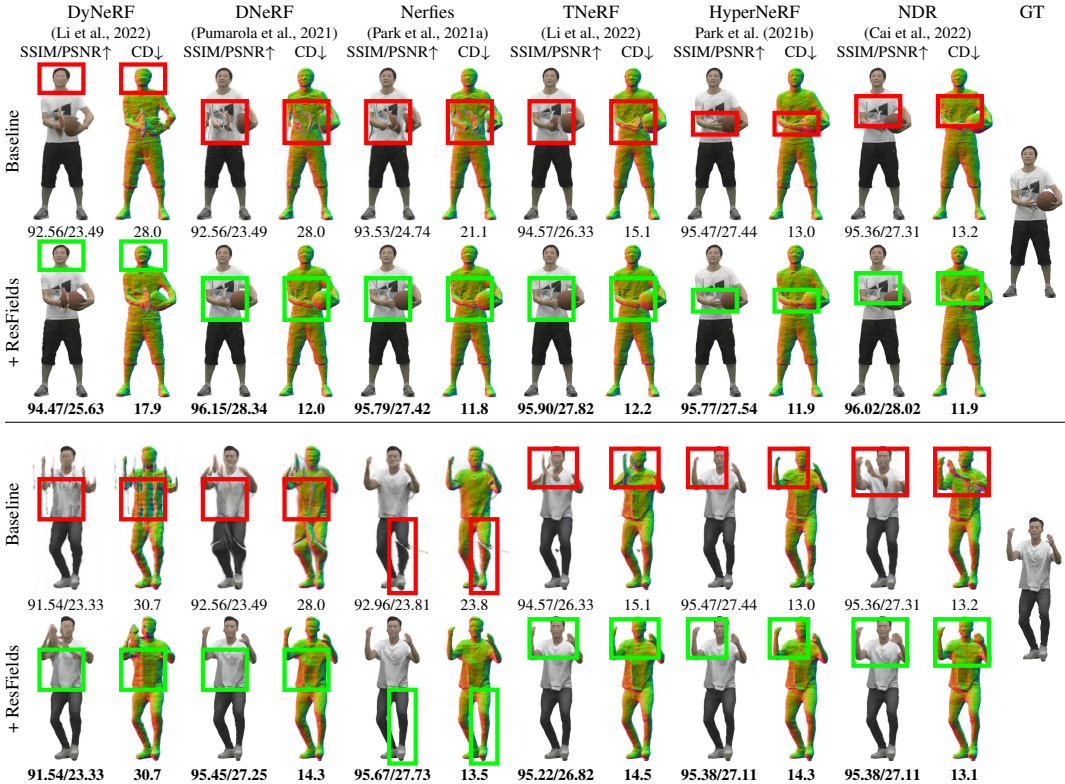 DyNeRF DNeRF Nerfies TNeRF HyperNeRF NDR GT
(Li et al., 2022) (Pumarola et al., 2021) (Park et al., 2021a) (Li et al., 2022) Park et al. (2021b) (Cai et al., 2022)
SSIM/PSNR↑ CD↓ SSIM/PSNR↑ CD↓ SSIM/PSNR↑ CD↓ SSIM/PSNR↑ CD↓ SSIM/PSNR↑ CD↓ SSIM/PSNR↑ CD↓
Baseline
92.56/23.49 28.0 92.56/23.49 28.0 93.53/24.74 21.1 94.57/26.33 15.1 95.47/27.44 13.0 95.36/27.31 13.2
+ ResFields
94.47/25.63 17.9 96.15/28.34 12.0 95.79/27.42 11.8 95.90/27.82 12.2 95.77/27.54 11.9 96.02/28.02 11.9
Baseline
91.54/23.33 30.7 92.56/23.49 28.0 92.96/23.81 23.8 94.57/26.33 15.1 95.47/27.44 13.0 95.36/27.31 13.2
+ ResFields
91.54/23.33 30.7 95.45/27.25 14.3 95.67/27.73 13.5 95.22/26.82 14.5 95.38/27.11 14.3 95.38/27.11 13.1